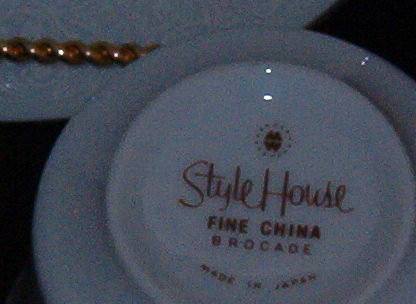 Style House
FINE CHINA
BROCADE
MADE IN JAPAN